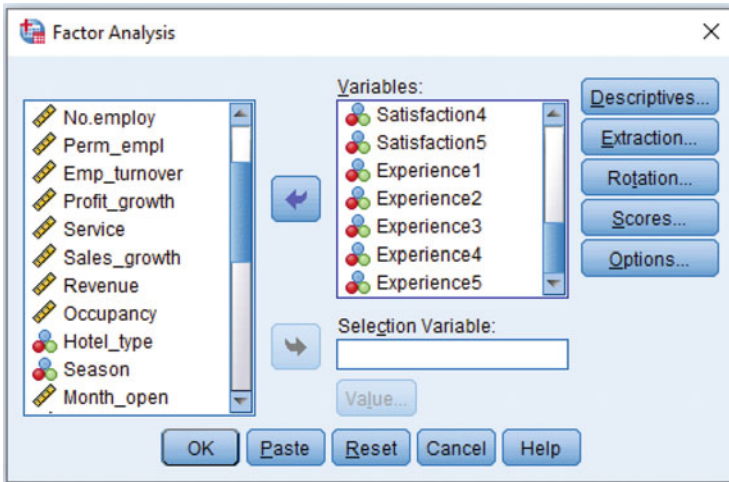 Factor Analysis
No.employ
Perm_empl
Emp_turnover
Profit_growth
Service
Sales_growth
Revenue
Occupancy
Hotel_type
Season
Month_open
Variables:
Satisfaction4
Satisfaction5
Experience1
Experience2
Experience3
Experience4
Experience5
Selection Variable:
Value...
Descriptives...
Extraction...
Rotation...
Scores...
Options...
OK Paste Reset Cancel Help